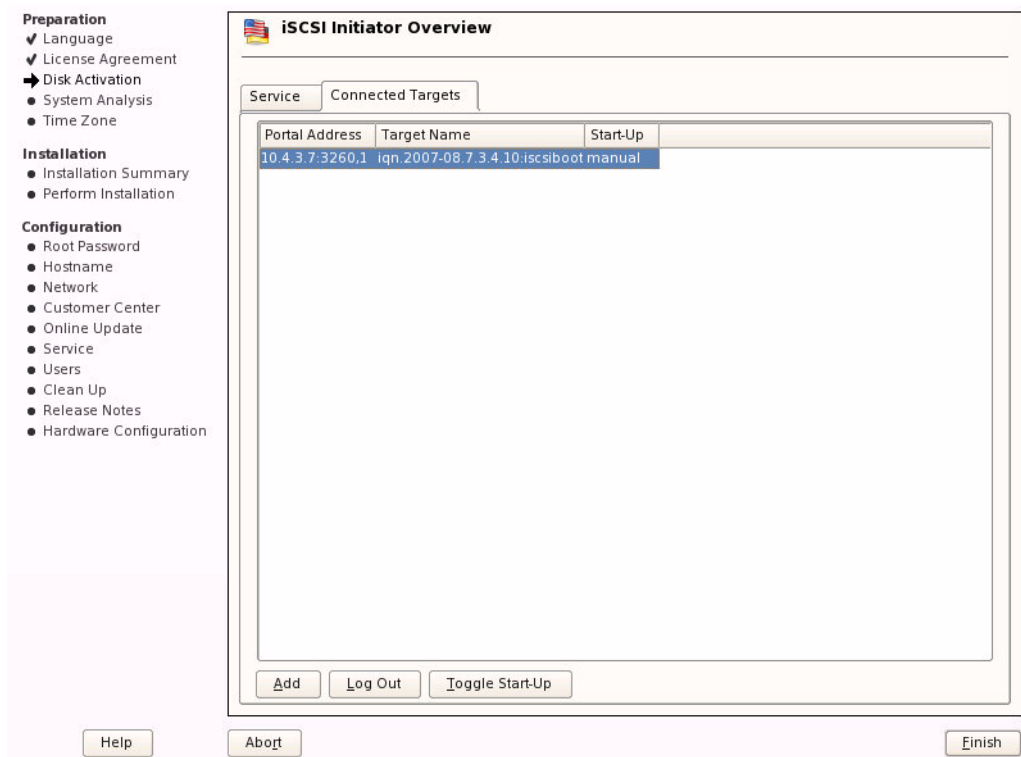 Preparation
Language
License Agreement
Disk Activation
System Analysis
Time Zone
Installation
Installation Summary
Perform Installation
Configuration
Root Password
Hostname
Network
Customer Center
Online Update
Service
Users
Clean Up
Release Notes
Hardware Configuration
iSCSI Initiator Overview
Service Connected Targets
Portal Address Target Name Start-Up
10.4.3.7:3260,1 iqn.2007-08.7.3.4.10:iscsiboot manual
Add Log Out Toggle Start-Up
Help Abort Finish